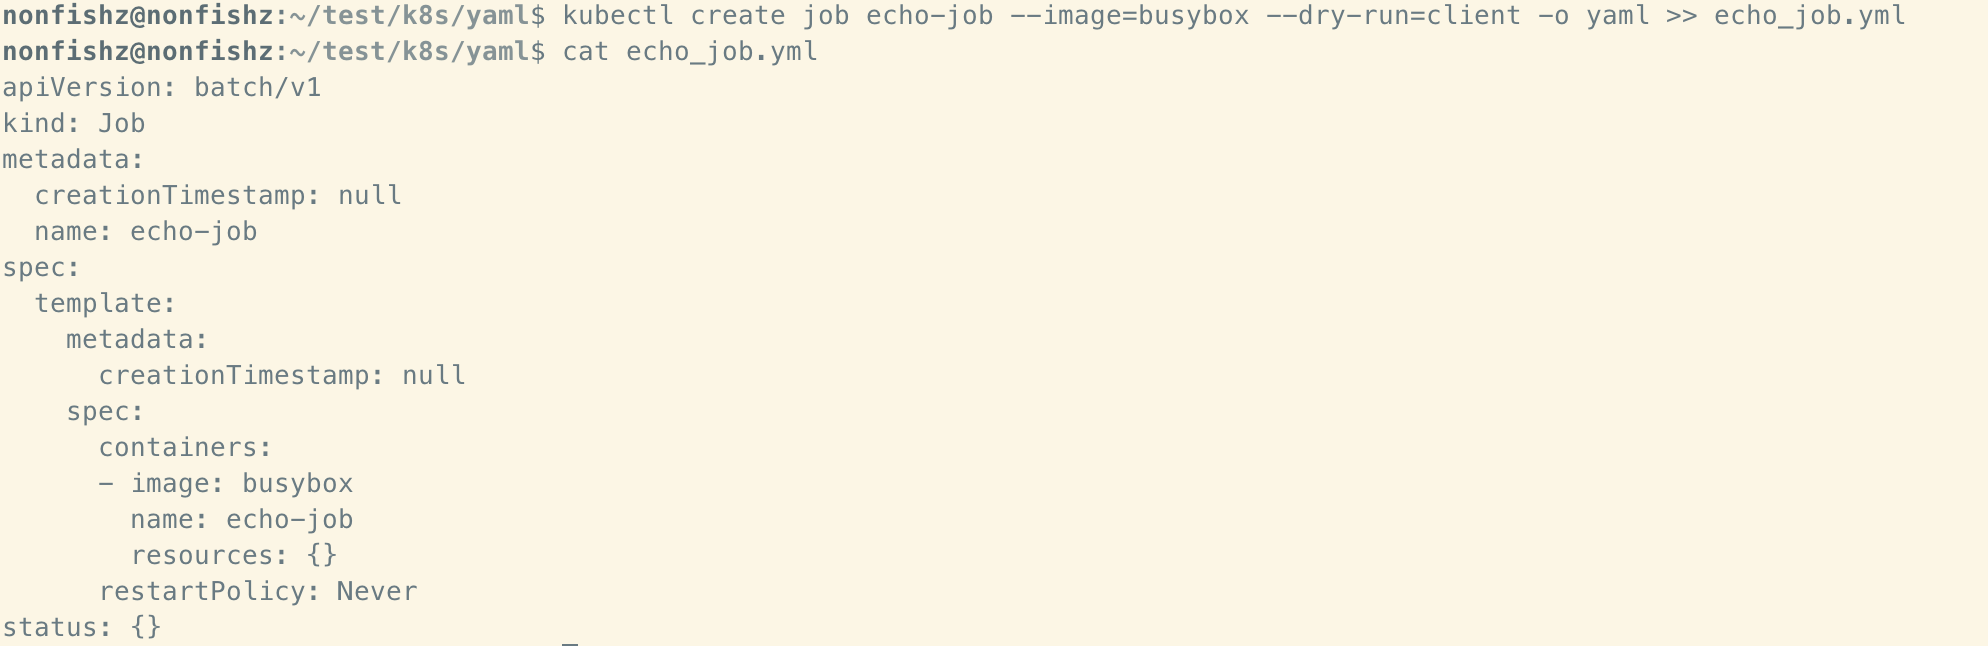 nonfishz@nonfishz:~/test/k8s/yaml$ kubectl create job echo-job --image=busybox --dry-run=client -o yaml >> echo_job.yml
nonfishz@nonfishz:~/test/k8s/yaml$ cat echo_job.yml
apiVersion: batch/v1
kind: Job
metadata:
  creationTimestamp: null
  name: echo-job
spec:
  template:
    metadata:
      creationTimestamp: null
    spec:
      containers:
      - image: busybox
        name: echo-job
        resources: {}
      restartPolicy: Never
status: {}